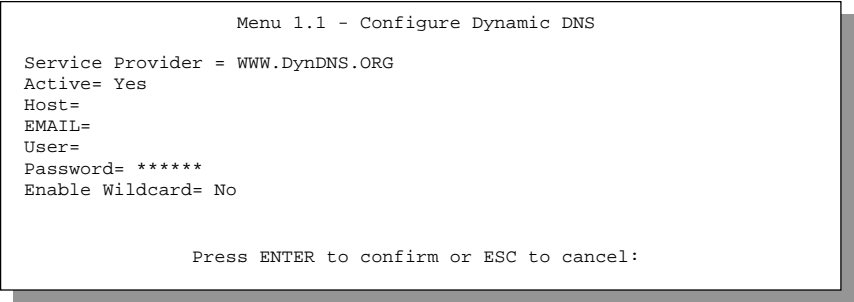 Menu 1.1 - Configure Dynamic DNS
Service Provider = WWW.DynDNS.ORG
Active= Yes
Host=
EMAIL=
User=
Password= ******
Enable Wildcard= No
Press ENTER to confirm or ESC to cancel: